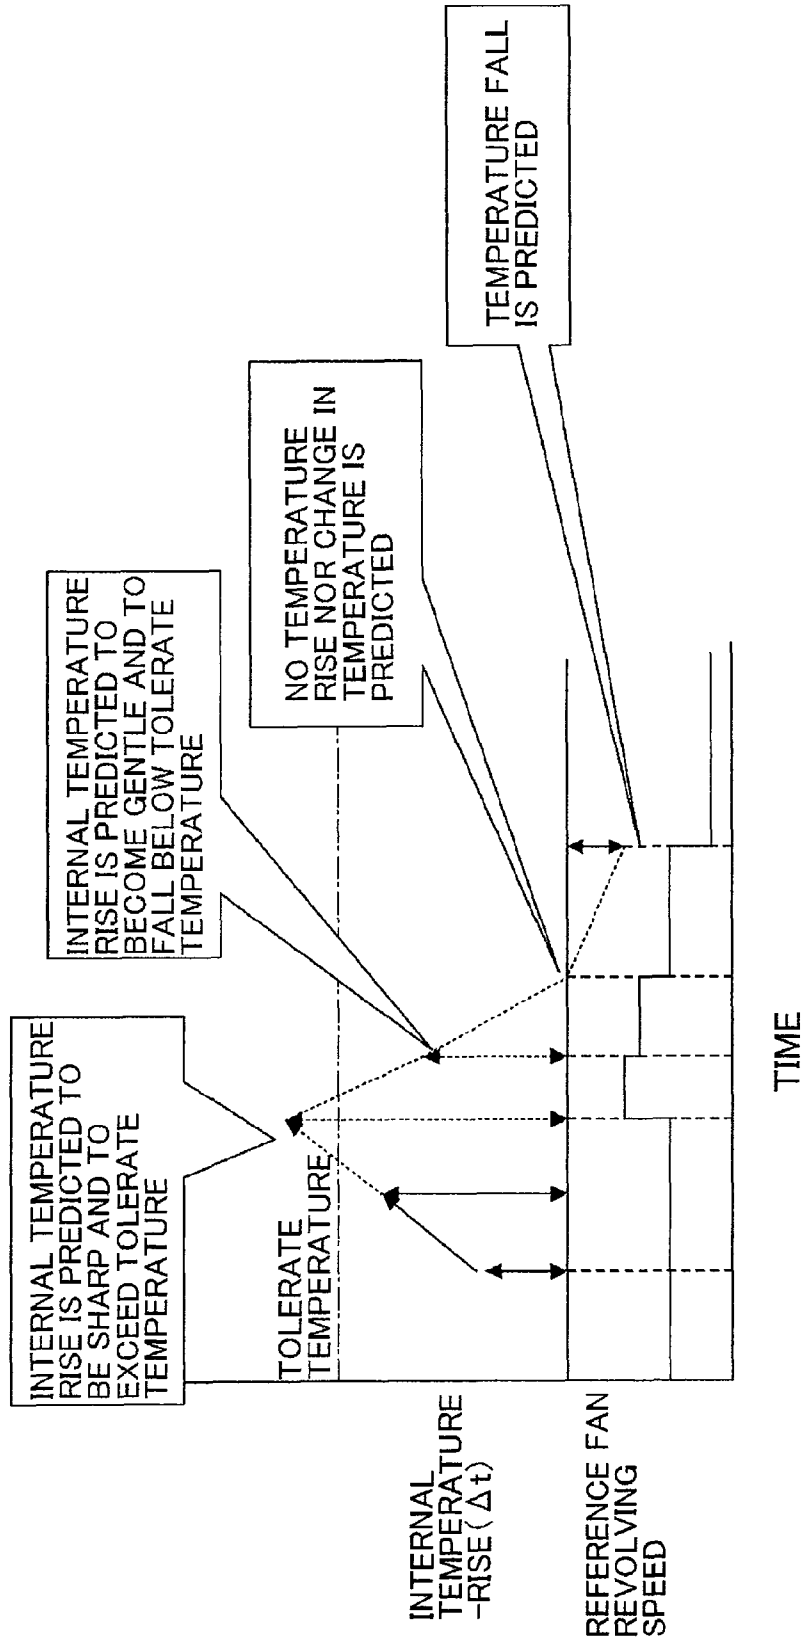 INTERNAL TEMPERATURE
RISE IS PREDICTED TO
BE SHARP AND TO
EXCEED TOLERATE
TEMPERATURE
INTERNAL TEMPERATURE
RISE IS PREDICTED TO
BECOME GENTLE AND TO
FALL BELOW TOLERATE
TEMPERATURE
NO TEMPERATURE
RISE NOR CHANGE IN
TEMPERATURE IS
PREDICTED
TEMPERATURE FALL
IS PREDICTED
TOLERATE
TEMPERATURE
INTERNAL
TEMPERATURE
-RISE(Δt)
REFERENCE FAN
REVOLVING
SPEED
TIME